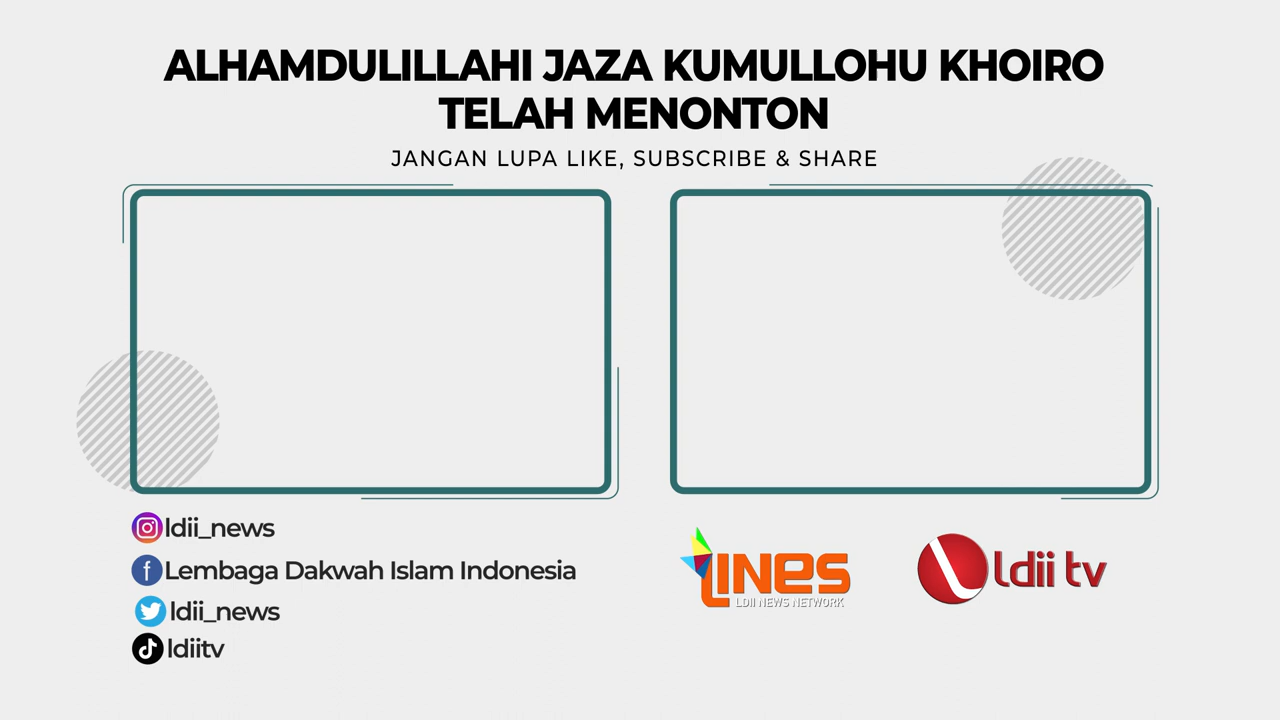 ALHAMDULILLAHI JAZA KUMULLOHU KHOIRO
TELAH MENONTON
JANGAN LUPA LIKE, SUBSCRIBE & SHARE
ldii_news
Lembaga Dakwah Islam Indonesia
ldii_news
ldiitv
LINES
LDII NEWS NETWORK
ldii tv